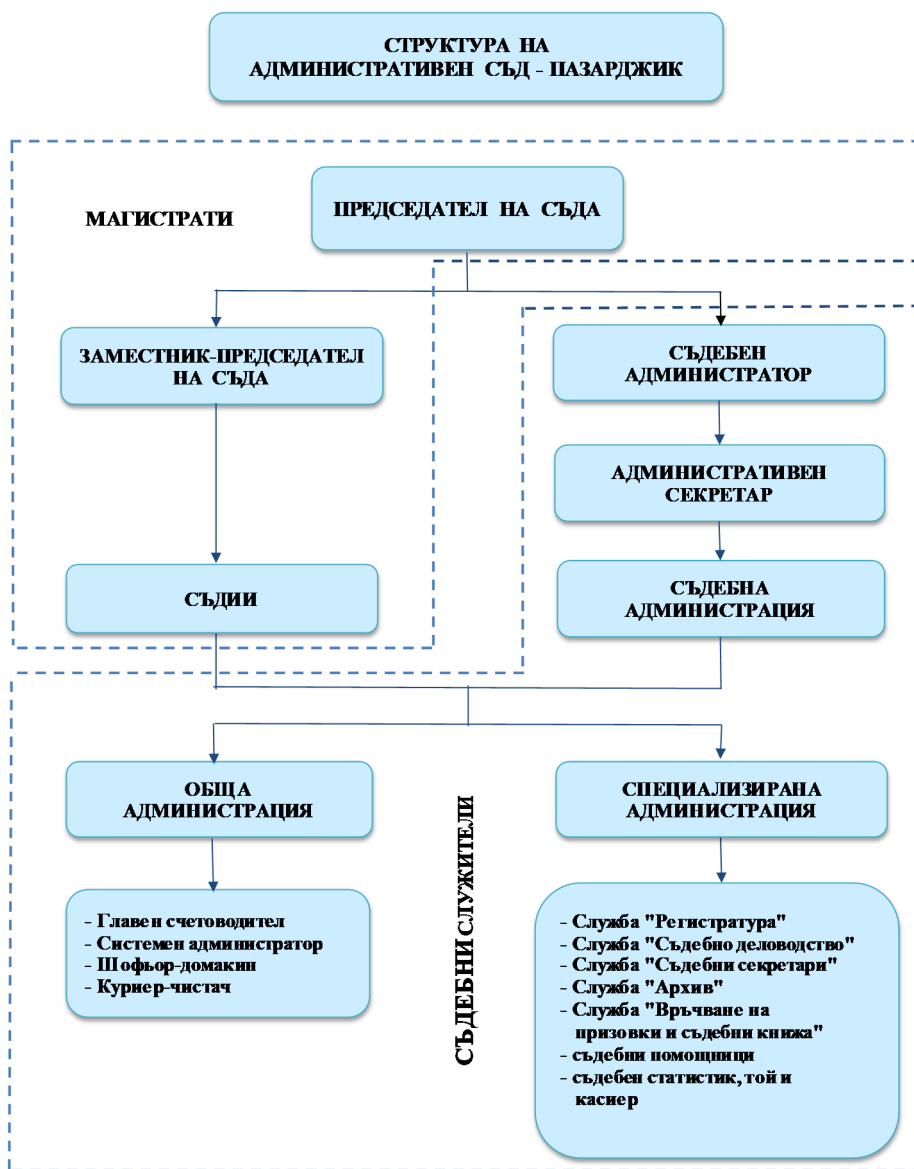 СТРУКТУРА НА
АДМИНИСТРАТИВЕН СЪД - ПАЗАРДЖИК
МАГИСТРАТИ
ПРЕДСЕДАТЕЛ НА СЪДА
ЗАМЕСТНИК-ПРЕДСЕДАТЕЛ
НА СЪДА
СЪДЕБЕН
АДМИНИСТРАТОР
АДМИНИСТРАТИВЕН
СЕКРЕТАР
СЪДИИ
СЪДЕБНА
АДМИНИСТРАЦИЯ
ОБЩА
АДМИНИСТРАЦИЯ
СПЕЦИАЛИЗИРАНА
АДМИНИСТРАЦИЯ
СЪДЕБНИ СЛУЖИТЕЛИ
- Главен счетоводител
- Системен администратор
- Шофьор-домакин
- Куриер-чистач
- Служба "Регистратура"
- Служба "Съдебно деловодство"
- Служба "Съдебни секретари"
- Служба "Архив"
- Служба "Връчване на
призовки и съдебни книжа"
- съдебни помощници
- съдебен статистик, той и
касиер